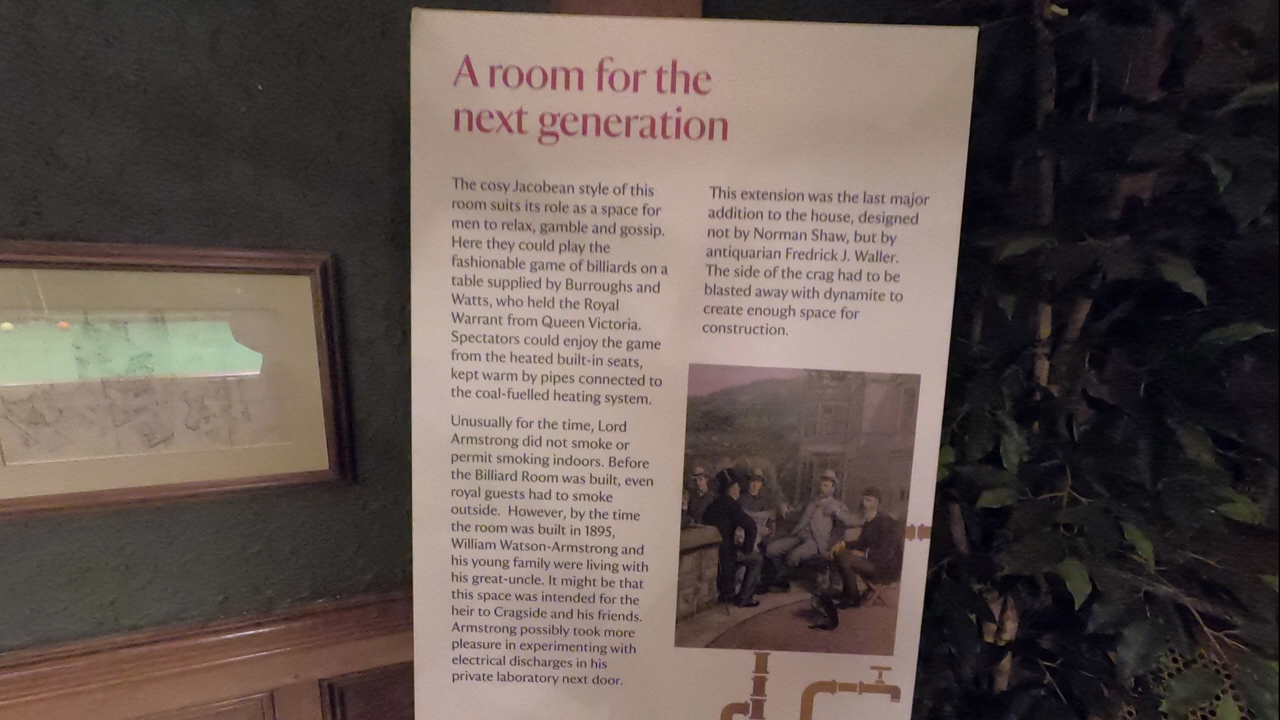 A room for the
next generation
The cosy Jacobean style of this
room suits its role as a space for
men to relax, gamble and gossip.
Here they could play the
fashionable game of billiards on a
table supplied by Burroughs and
Watts, who held the Royal
Warrant from Queen Victoria.
Spectators could enjoy the game
from the heated built-in seats,
kept warm by pipes connected to
the coal-fuelled heating system.
Unusually for the time, Lord
Armstrong did not smoke or
permit smoking indoors. Before
the Billiard Room was built, even
royal guests had to smoke
outside. However, by the time
the room was built in 1895,
William Watson-Armstrong and
his young family were living with
his great-uncle. It might be that
this space was intended for the
heir to Cragside and his friends.
Armstrong possibly took more
pleasure in experimenting with
electrical discharges in his
private laboratory next door.
This extension was the last major
addition to the house, designed
not by Norman Shaw, but by
antiquarian Fredrick J. Waller.
The side of the crag had to be
blasted away with dynamite to
create enough space for
construction.